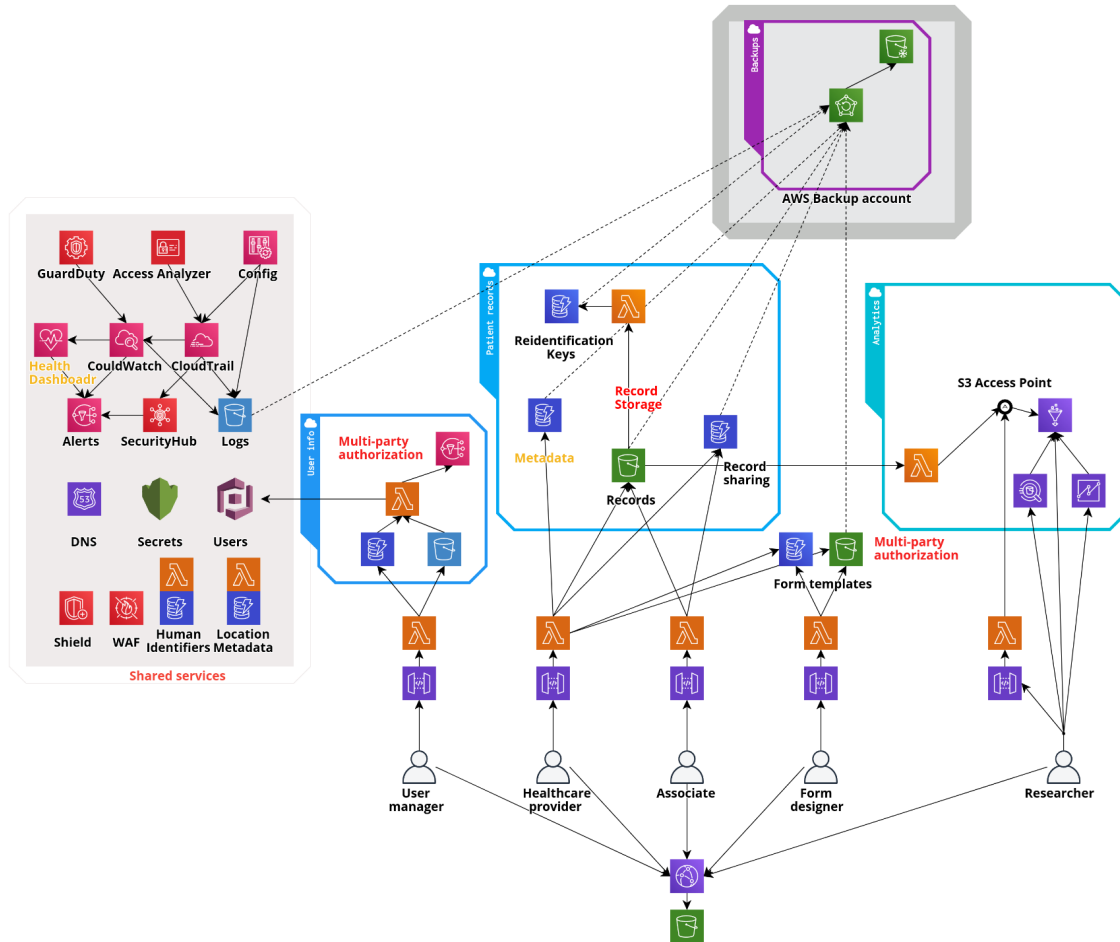 Backups
AWS Backup account
GuardDuty
Access Analyzer
Config
Health
Dashboadr
CouldWatch
CloudTrail
Alerts
SecurityHub
Logs
53
DNS
Secrets
Users
Shield
WAF
Human
Identifiers
Location
Metadata
Shared services
User info
Multi-party
authorization
Patient records
Reidentification
Keys
Record
Storage
Metadata
Records
Record
sharing
Analytics
S3 Access Point
Multi-party
authorization
Form templates
User
manager
Healthcare
provider
Associate
Form
designer
Researcher